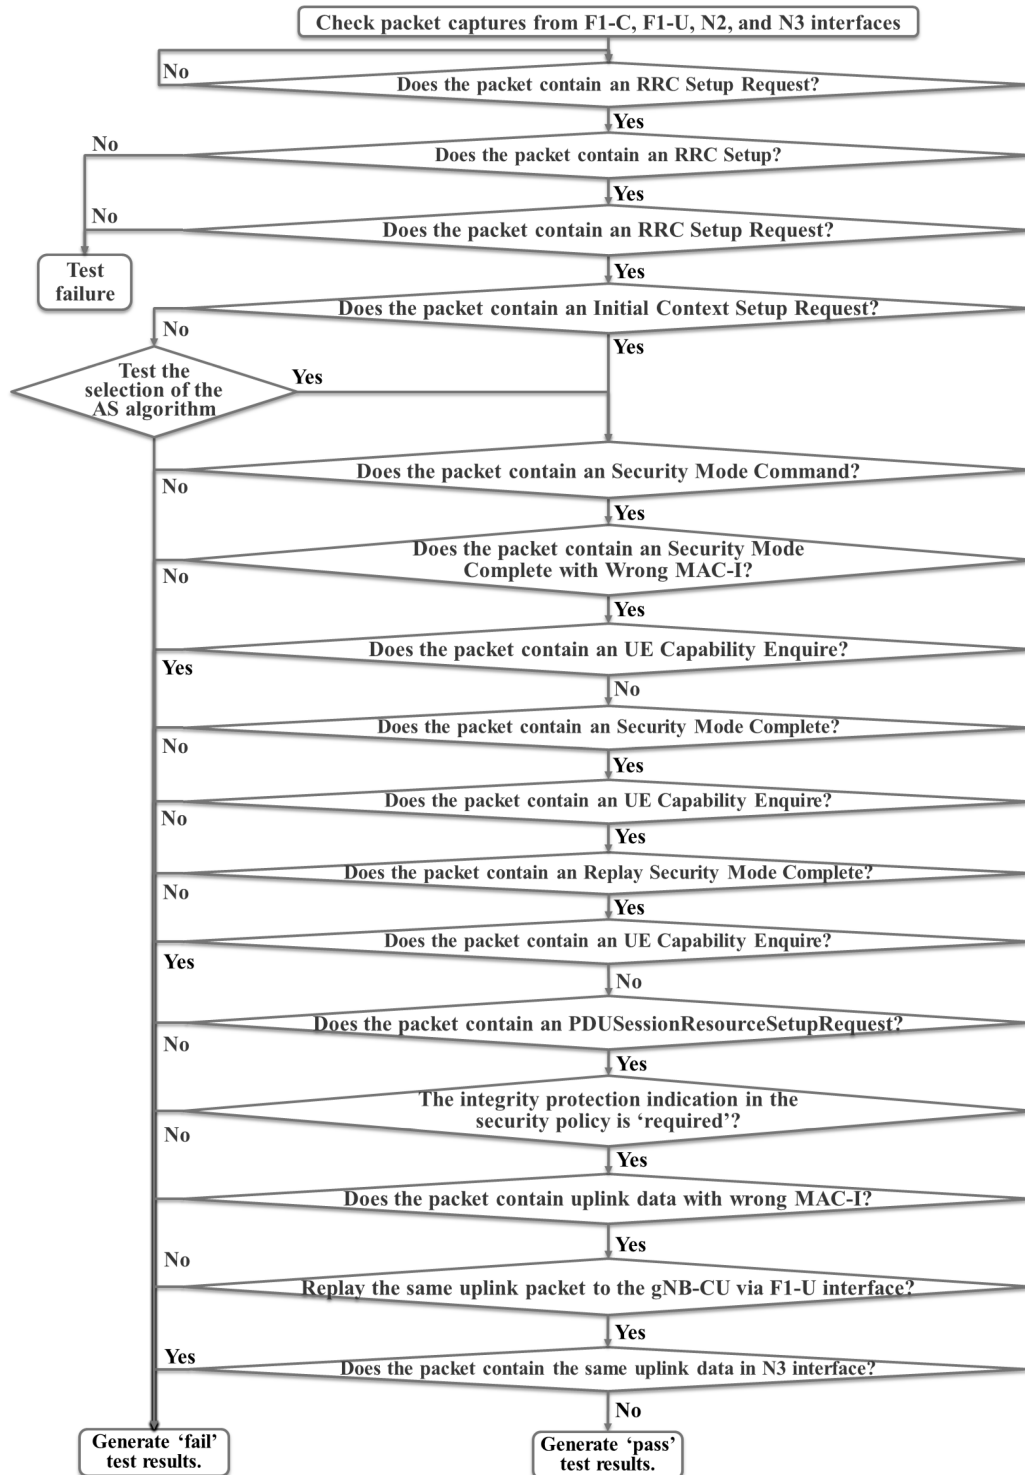 Check packet captures from F1-C, F1-U, N2, and N3 interfaces
No
Does the packet contain an RRC Setup Request?
Yes
No
Does the packet contain an RRC Setup?
Yes
No
Does the packet contain an RRC Setup Request?
Test
failure
Yes
Does the packet contain an Initial Context Setup Request?
No
Yes
Test the
selection of the
AS algorithm
Yes
Does the packet contain an Security Mode Command?
No
Yes
Does the packet contain an Security Mode
Complete with Wrong MAC-I?
No
Yes
Does the packet contain an UE Capability Enquire?
Yes
No
Does the packet contain an Security Mode Complete?
No
Yes
Does the packet contain an UE Capability Enquire?
No
Yes
Does the packet contain an Replay Security Mode Complete?
No
Yes
Does the packet contain an UE Capability Enquire?
Yes
No
Does the packet contain an PDUSessionResourceSetupRequest?
No
Yes
The integrity protection indication in the
security policy is ‘required’?
No
Yes
Does the packet contain uplink data with wrong MAC-I?
Yes
No
Replay the same uplink packet to the gNB-CU via F1-U interface?
Yes
Yes
Does the packet contain the same uplink data in N3 interface?
No
Generate ‘fail’
test results.
Generate ‘pass’
test results.